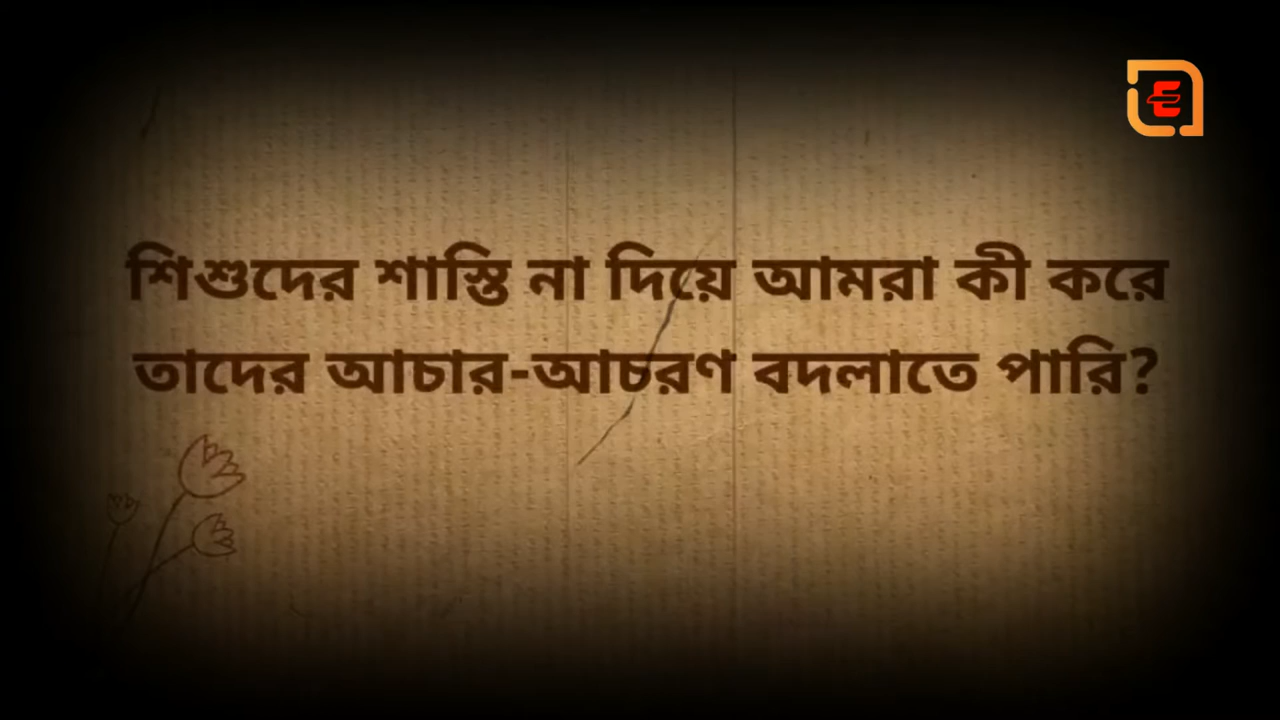 শিশুদের শাস্তি না দিয়ে আমরা কী করে
তাদের আচার-আচরণ বদলাতে পারি?